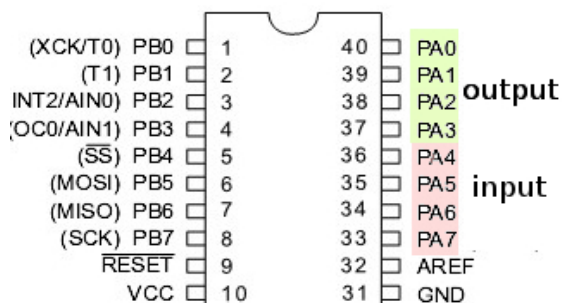 (XCK/T0) PB0 1 40 PA0
(T1) PB1 2 39 PA1
INT2/AIN0) PB2 3 38 PA2 output
(OC0/AIN1) PB3 4 37 PA3
(SS) PB4 5 36 PA4
(MOSI) PB5 6 35 PA5 input
(MISO) PB6 7 34 PA6
(SCK) PB7 8 33 PA7
RESET 9 32 AREF
VCC 10 31 GND